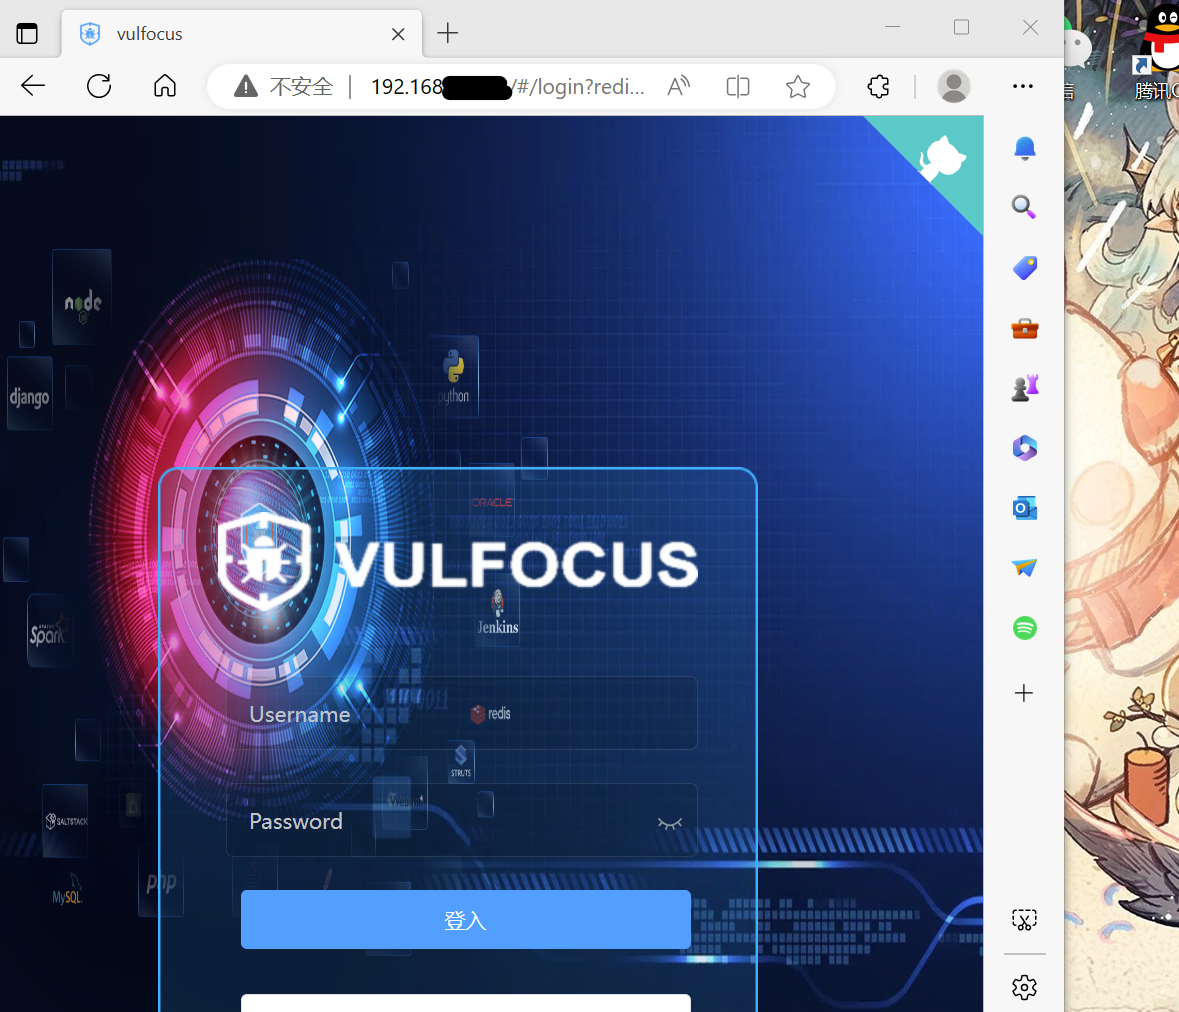 vulfocus
不安全
192.168
/#/login?redi...
信
腾讯Q
node
django
python
ORACLE
VULFOCUS
Jenkins
Spark
Username
redis
STRUTS
Password
SALTSTACK
php
MySQL
登入